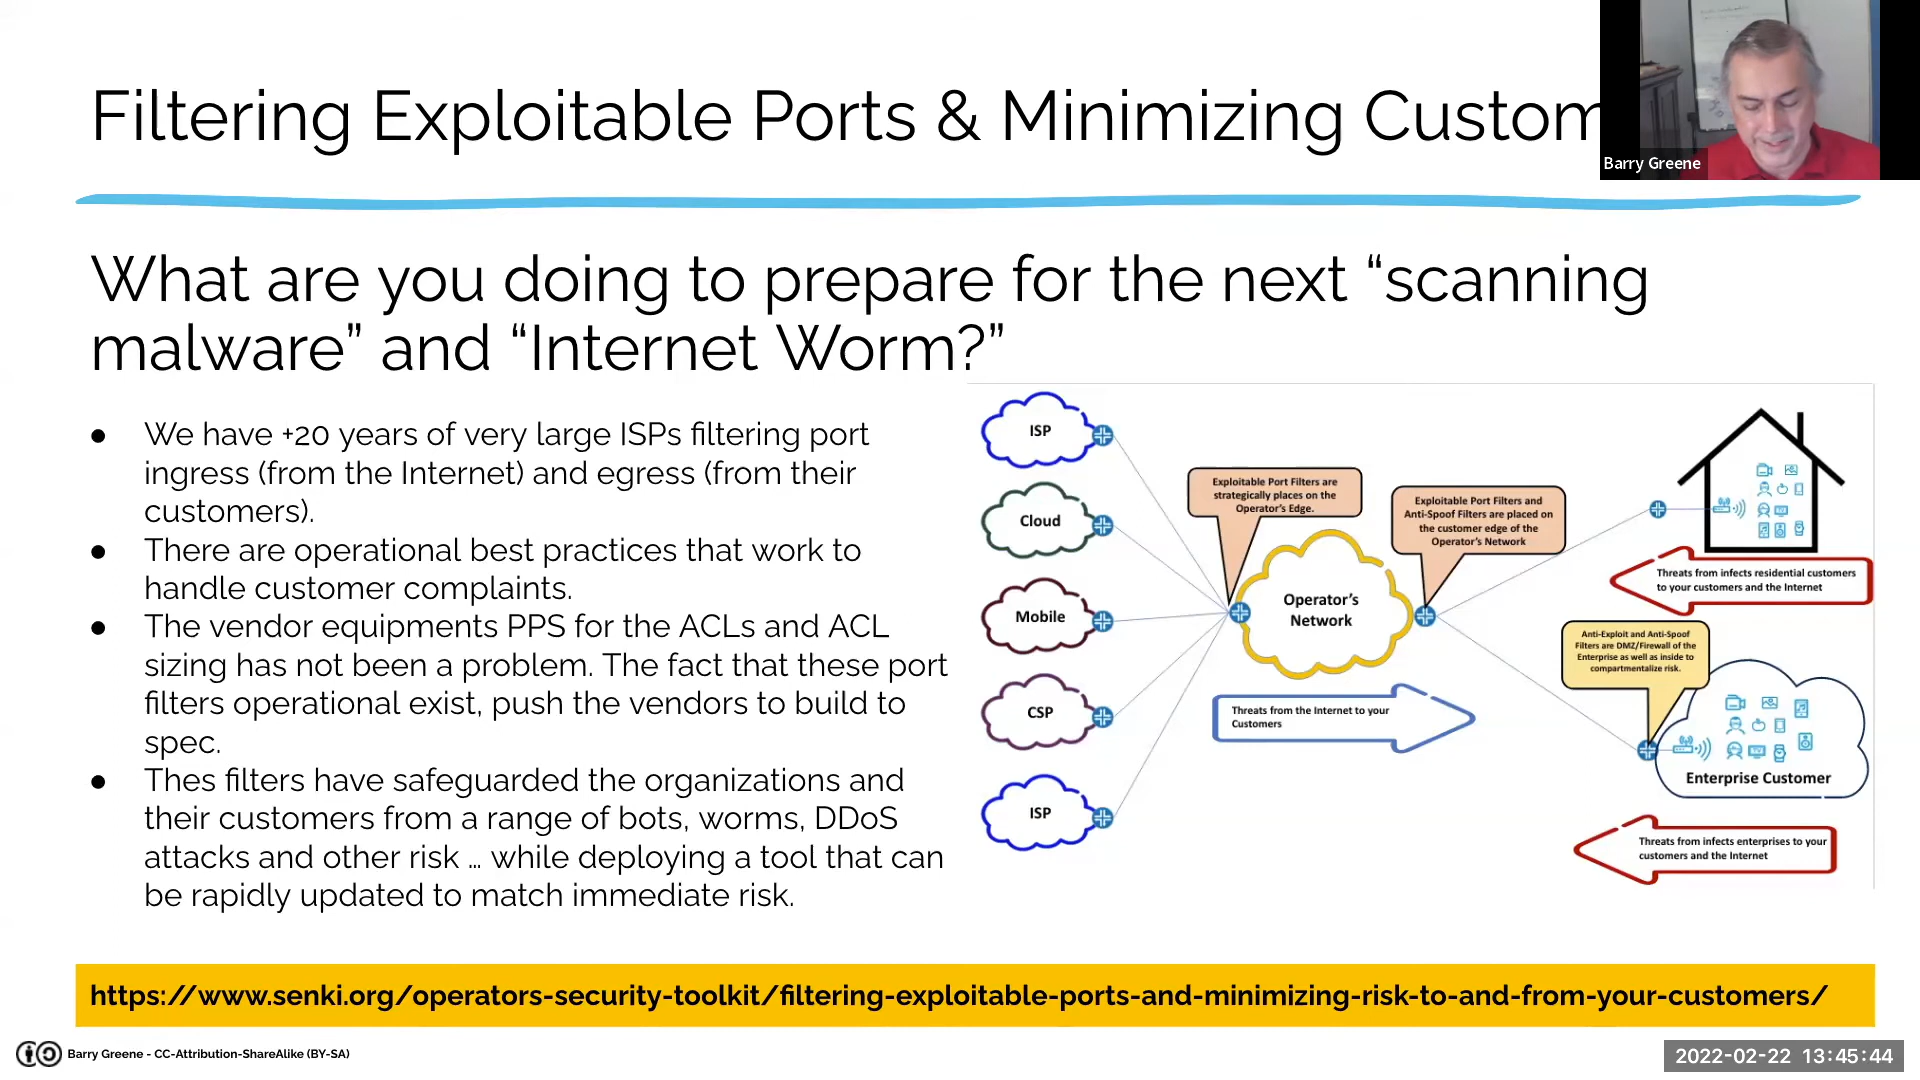 Filtering Exploitable Ports & Minimizing Custom
Barry Greene
What are you doing to prepare for the next “scanning
malware” and “Internet Worm?”
● We have +20 years of very large ISPs filtering port
ingress (from the Internet) and egress (from their
customers).
● There are operational best practices that work to
handle customer complaints.
● The vendor equipments PPS for the ACLs and ACL
sizing has not been a problem. The fact that these port
filters operational exist, push the vendors to build to
spec.
● Thes filters have safeguarded the organizations and
their customers from a range of bots, worms, DDoS
attacks and other risk … while deploying a tool that can
be rapidly updated to match immediate risk.
ISP
Cloud
Mobile
CSP
ISP
Exploitable Port Filters are
strategically places on the
Operator’s Edge.
Exploitable Port Filters and
Anti-Spoof Filters are placed on
the customer edge of the
Operator’s Network
Operator’s
Network
Threats from the Internet to your
Customers
Threats from infects residential customers
to your customers and the Internet
Anti-Exploit and Anti-Spoof
Filters are DMZ/Firewall of the
Enterprise as well as inside to
compartmentalize risk.
Enterprise Customer
Threats from infects enterprises to your
customers and the Internet
https://www.senki.org/operators-security-toolkit/filtering-exploitable-ports-and-minimizing-risk-to-and-from-your-customers/
Barry Greene - CC-Attribution-ShareAlike (BY-SA)
2022-02-22 13:45:44